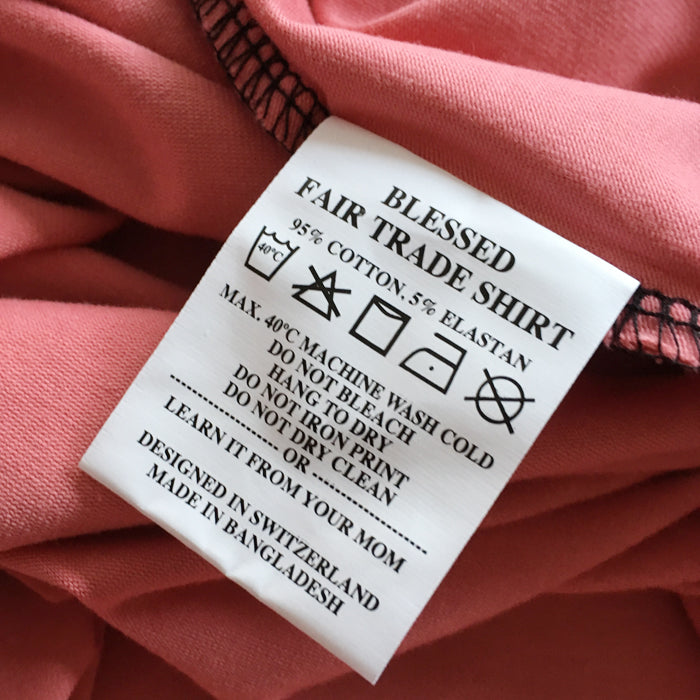 BLESSED
FAIR TRADE SHIRT
95% COTTON, 5% ELASTAN
40°C
MAX. 40°C MACHINE WASH COLD
DO NOT BLEACH
HANG TO DRY
DO NOT IRON PRINT
DO NOT DRY CLEAN
---------------------- OR ----------------------
LEARN IT FROM YOUR MOM
DESIGNED IN SWITZERLAND
MADE IN BANGLADESH